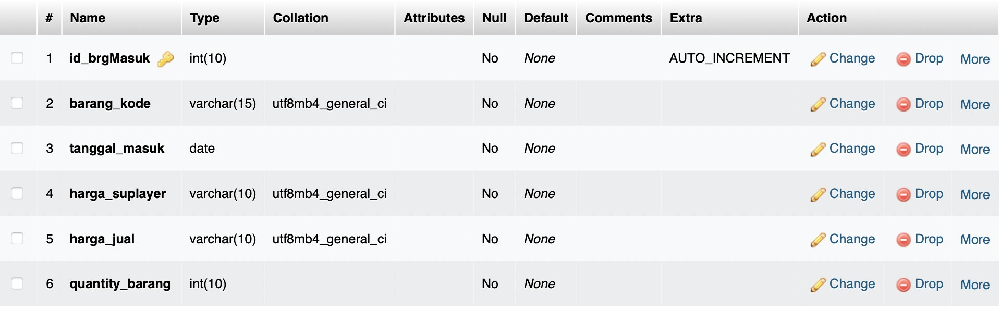 # Name Type Collation Attributes Null Default Comments Extra Action
1 id_brgMasuk int(10) No None AUTO_INCREMENT Change Drop More
2 barang_kode varchar(15) utf8mb4_general_ci No None Change Drop More
3 tanggal_masuk date No None Change Drop More
4 harga_suplayer varchar(10) utf8mb4_general_ci No None Change Drop More
5 harga_jual varchar(10) utf8mb4_general_ci No None Change Drop More
6 quantity_barang int(10) No None Change Drop More